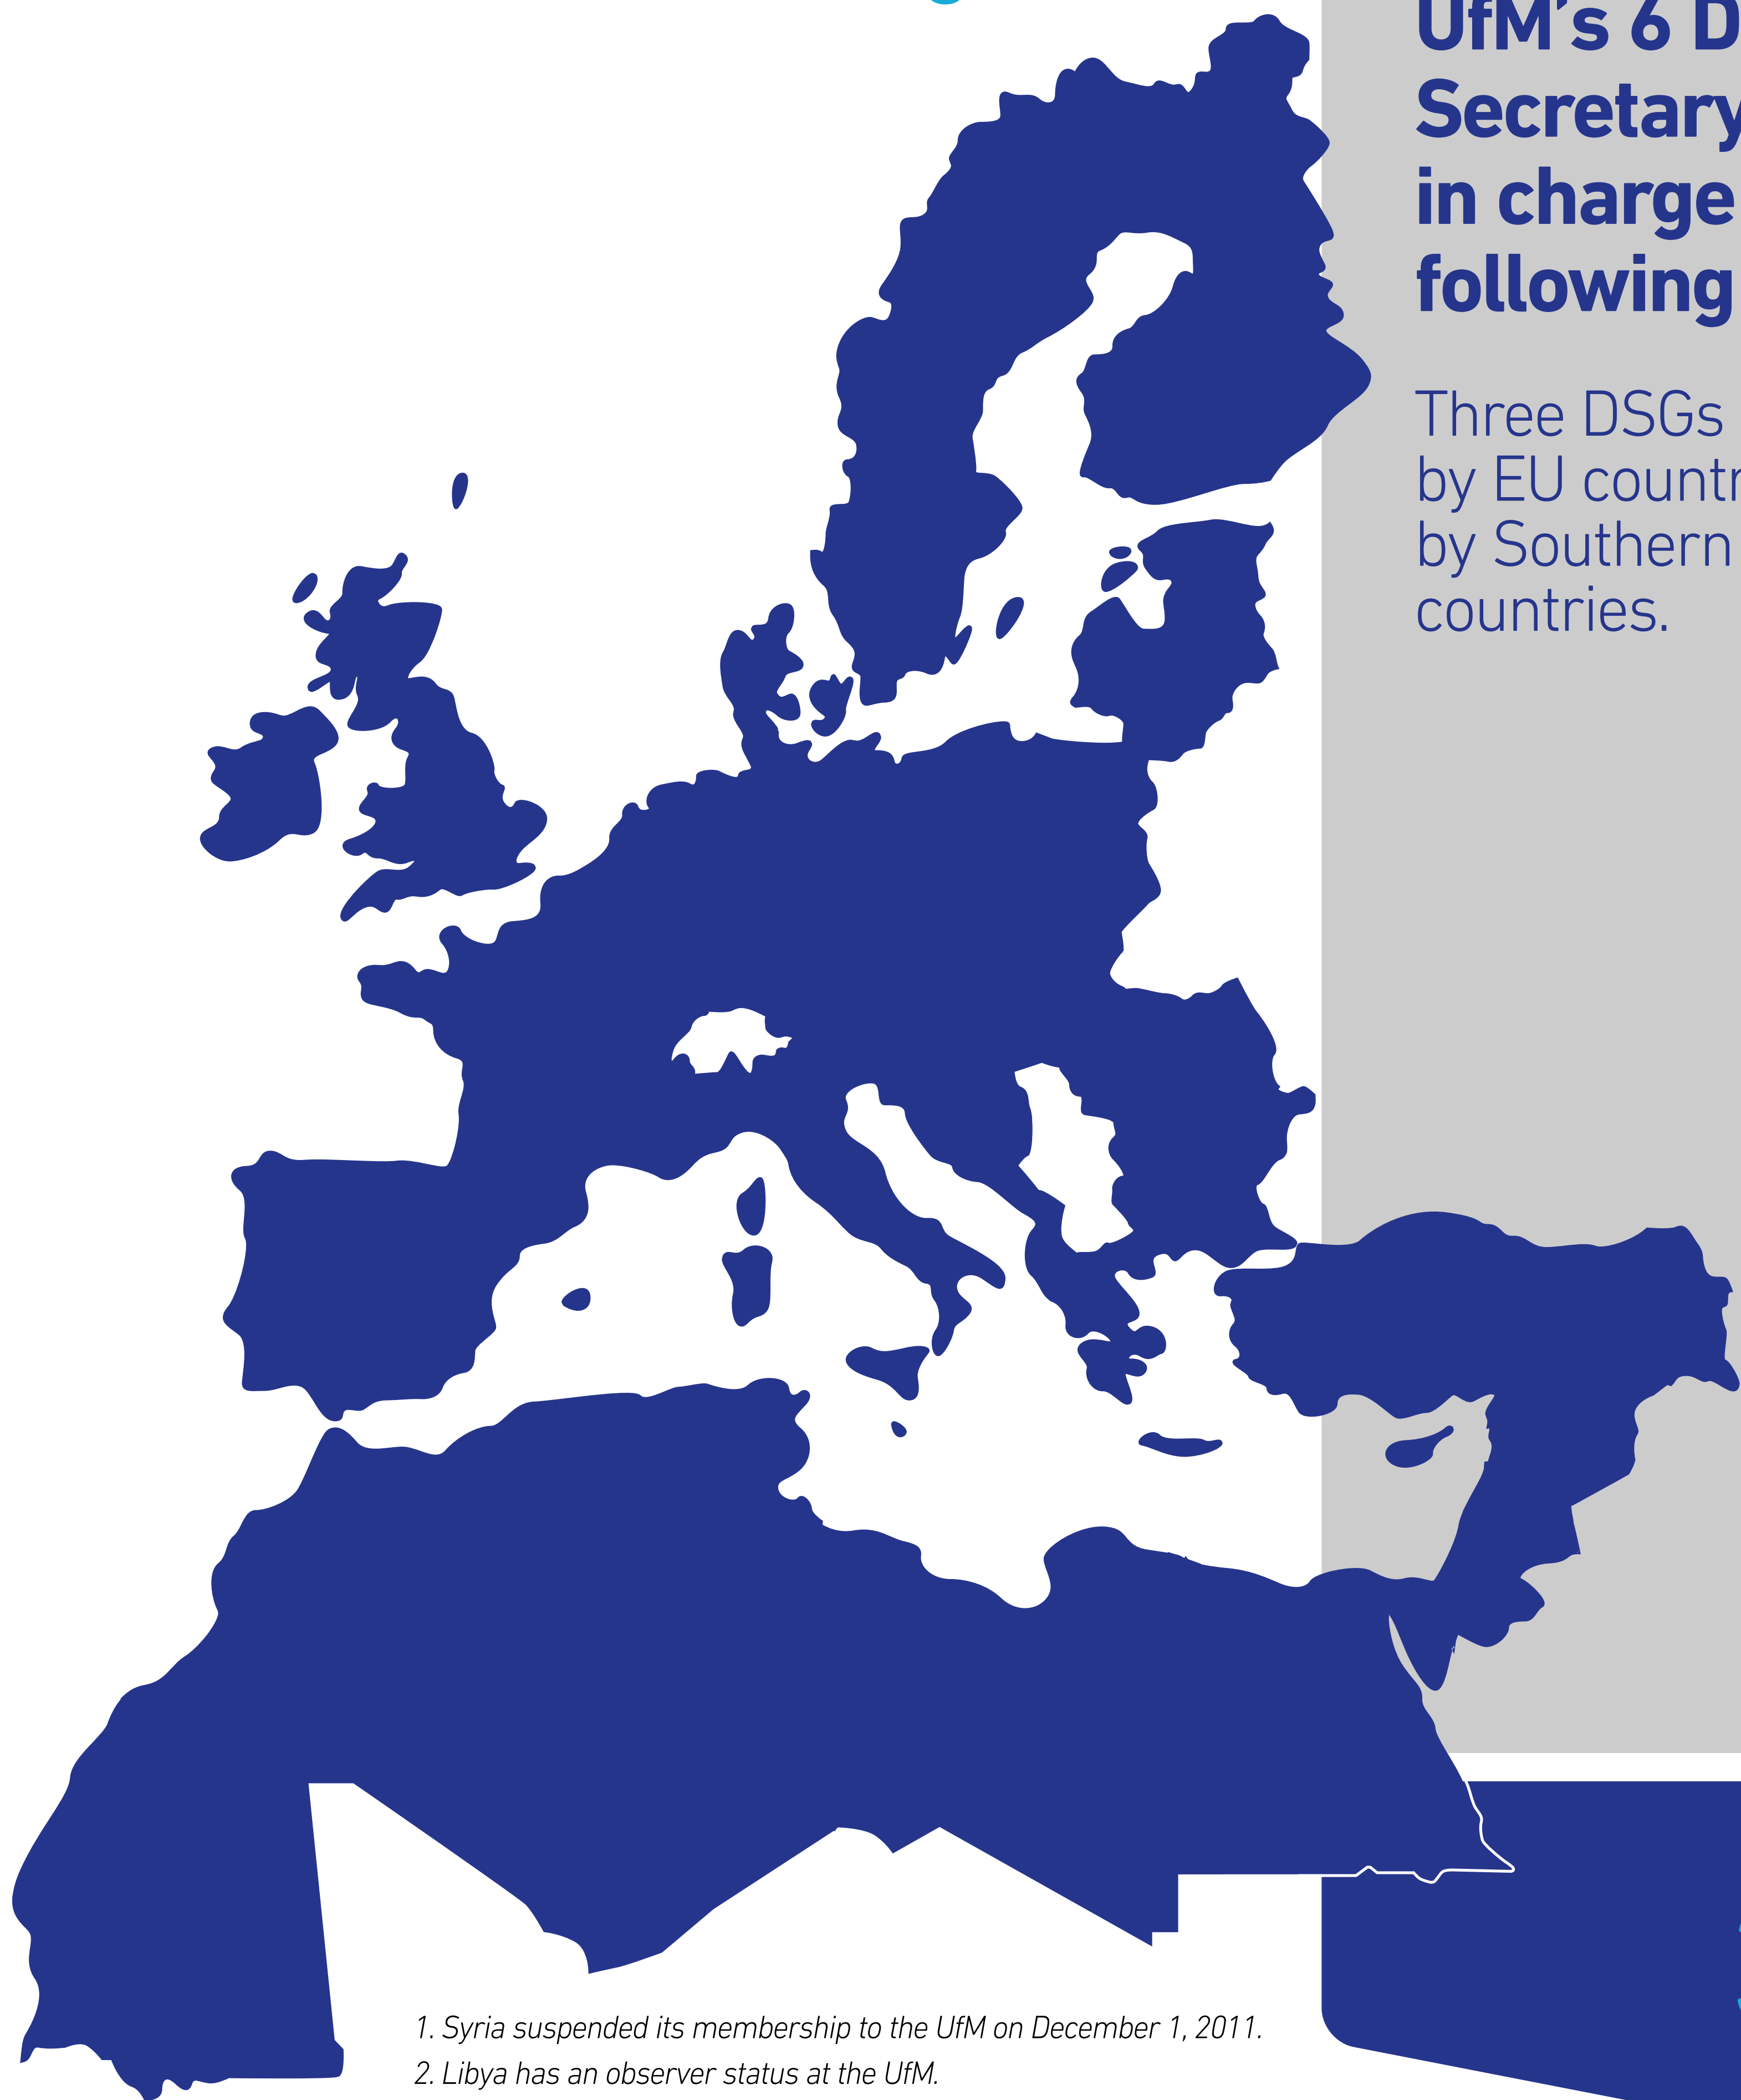 UfM's 6 D
Secretary
in charge
following
Three DSGs
by EU countr
by Southern
countries.
1. Syria suspended its membership to the UfM on December 1, 2011.
2. Libya has an observer status at the UfM.